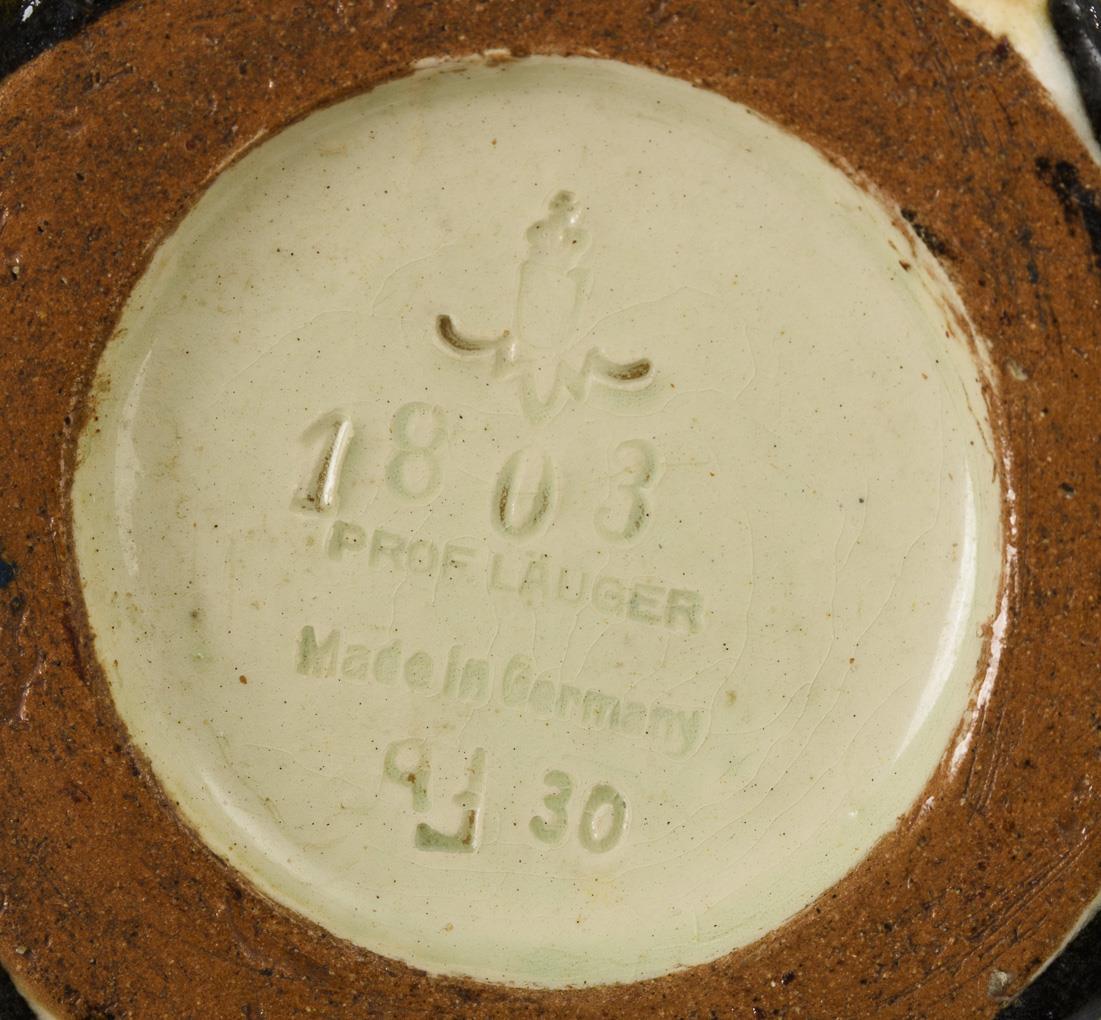 1803
PROF. LÄUGER
Made in Germany
30